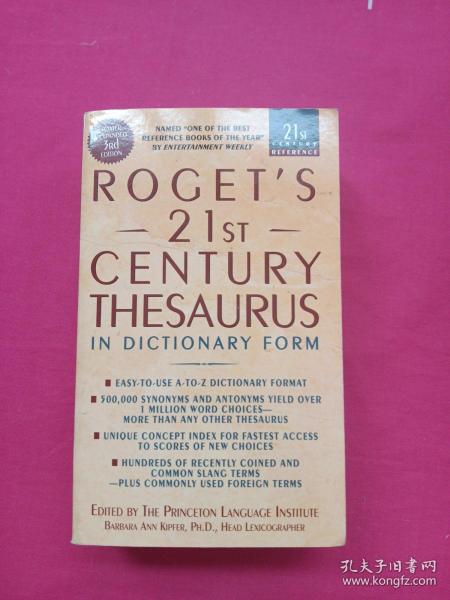 3rd
EDITION
NAMED "ONE OF THE BEST
REFERENCE BOOKS OF THE YEAR"
BY ENTERTAINMENT WEEKLY
21ST
CENTURY
REFERENCE
ROGET'S
— 21ST —
CENTURY
THESAURUS
IN DICTIONARY FORM
■ EASY-TO-USE A-TO-Z DICTIONARY FORMAT
■ 500,000 SYNONYMS AND ANTONYMS YIELD OVER
1 MILLION WORD CHOICES—
MORE THAN ANY OTHER THESAURUS
■ UNIQUE CONCEPT INDEX FOR FASTEST ACCESS
TO SCORES OF NEW CHOICES
■ HUNDREDS OF RECENTLY COINED AND
COMMON SLANG TERMS
—PLUS COMMONLY USED FOREIGN TERMS
EDITED BY THE PRINCETON LANGUAGE INSTITUTE
BARBARA ANN KIPFER, PH.D., HEAD LEXICOGRAPHER
孔夫子旧书网
www.kongfz.com